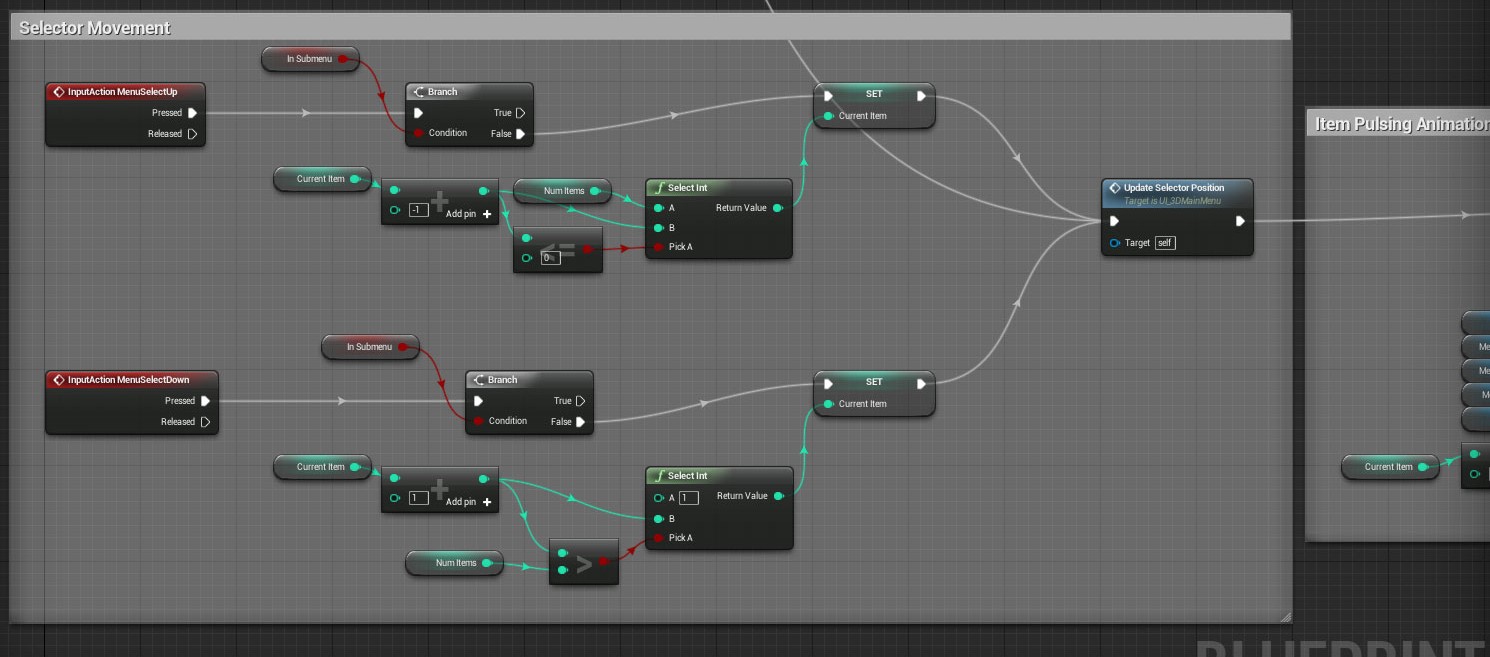 Selector Movement
In Submenu
InputAction MenuSelectUp
Pressed
Released
Branch
True
Condition
False
SET
Current Item
Item Pulsing Animation
Current Item
-1
Add pin
Num Items
<=
0
Select Int
A
Return Value
B
Pick A
Update Selector Position
Target is UI_3DMainMenu
Target self
In Submenu
InputAction MenuSelectDown
Pressed
Released
Branch
True
Condition
False
SET
Current Item
Current Item
1
Add pin
Select Int
A 1
Return Value
B
Pick A
Num Items
>
Me
Me
M
Current Item
BLUEPRINT